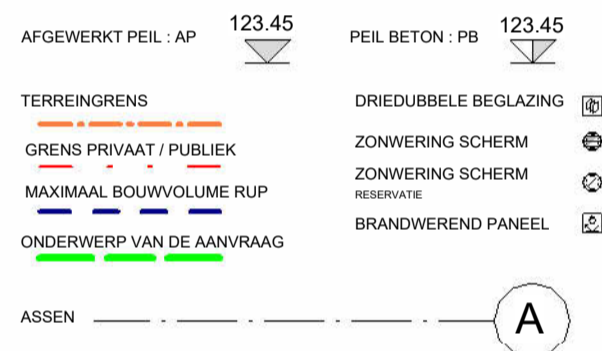 AFGEWERKT PEIL : AP
123.45
PEIL BETON : PB
123.45
TERREINGRENS
GRENS PRIVAAT / PUBLIEK
MAXIMAAL BOUWVOLUME RUP
ONDERWERP VAN DE AANVRAAG
DRIEDUBBELE BEGLAZING
ZONWERING SCHERM
ZONWERING SCHERM
RESERVATIE
BRANDWEREND PANEEL
ASSEN
A